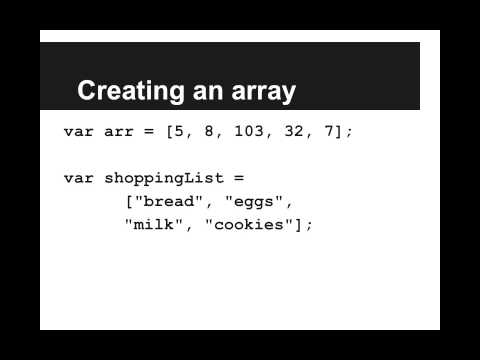 Creating an array
var arr = [5, 8, 103, 32, 7];
var shoppingList =
["bread", "eggs",
"milk", "cookies"];